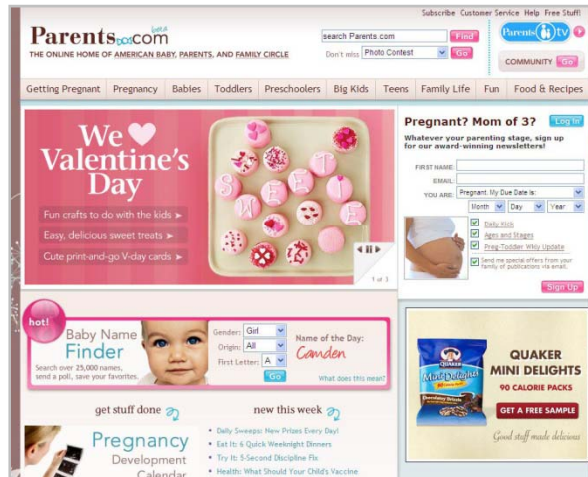 Subscribe Customer Service Help Free Stuff!
Parents.com beta
THE ONLINE HOME OF AMERICAN BABY, PARENTS, AND FAMILY CIRCLE
search Parents.com Find
Don't miss Photo Contest Go
Parents tv
COMMUNITY Go
Getting Pregnant Pregnancy Babies Toddlers Preschoolers Big Kids Teens Family Life Fun Food & Recipes
We
Valentine's
Day
Fun crafts to do with the kids
Easy, delicious sweet treats
Cute print-and-go V-day cards
SWEETIE
1 of 3
Pregnant? Mom of 3? Log In
Whatever your parenting stage, sign up
for our award-winning newsletters!
FIRST NAME:
EMAIL:
YOU ARE: Pregnant. My Due Date is:
Month Day Year
Daily Kick
Ages and Stages
Preg-Toddler Wkly Update
Send me special offers from your
family of publications via email.
Sign Up
hot!
Baby Name
Finder
Search over 25,000 names,
send a poll, save your favorites.
Gender: Girl
Origin: All
First Letter: A
Go
Name of the Day:
Camden
What does this mean?
QUAKER
Mini Delights
QUAKER
MINI DELIGHTS
90 CALORIE PACKS
GET A FREE SAMPLE
Good stuff made delicious
get stuff done
Pregnancy
Development
Calendar
new this week
Daily Sweeps: New Prizes Every Day!
Eat It: 6 Quick Weeknight Dinners
Try It: 5-Second Discipline Fix
Health: What Should Your Child's Vaccine